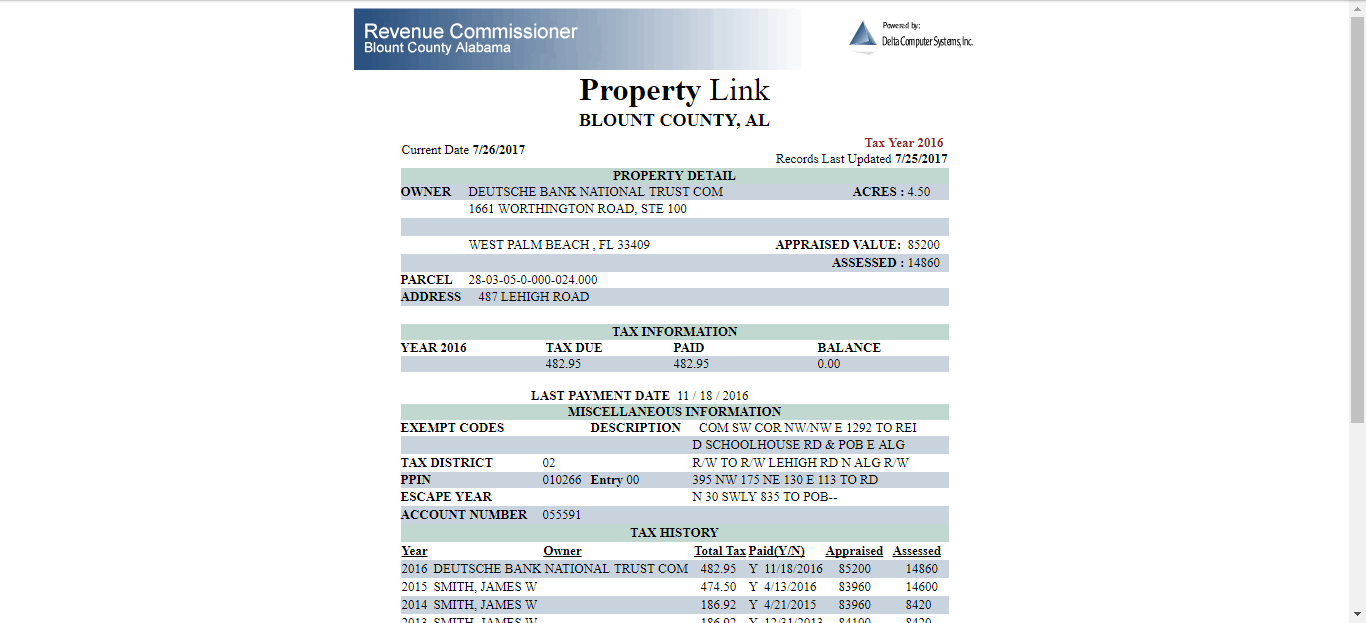 Revenue Commissioner
Blount County Alabama
Powered by:
Delta Computer Systems, Inc.
Property Link
BLOUNT COUNTY, AL
Tax Year 2016
Current Date 7/26/2017
Records Last Updated 7/25/2017
PROPERTY DETAIL
OWNER DEUTSCHE BANK NATIONAL TRUST COM ACRES : 4.50
1661 WORTHINGTON ROAD, STE 100
WEST PALM BEACH , FL 33409 APPRAISED VALUE: 85200
ASSESSED : 14860
PARCEL 28-03-05-0-000-024.000
ADDRESS 487 LEHIGH ROAD
TAX INFORMATION
YEAR 2016 TAX DUE PAID BALANCE
482.95 482.95 0.00
LAST PAYMENT DATE 11 / 18 / 2016
MISCELLANEOUS INFORMATION
EXEMPT CODES DESCRIPTION COM SW COR NW/NW E 1292 TO REI
D SCHOOLHOUSE RD & POB E ALG
TAX DISTRICT 02 R/W TO R/W LEHIGH RD N ALG R/W
PPIN 010266 Entry 00 395 NW 175 NE 130 E 113 TO RD
ESCAPE YEAR N 30 SWLY 835 TO POB--
ACCOUNT NUMBER 055591
TAX HISTORY
Year Owner Total Tax Paid(Y/N) Appraised Assessed
2016 DEUTSCHE BANK NATIONAL TRUST COM 482.95 Y 11/18/2016 85200 14860
2015 SMITH, JAMES W 474.50 Y 4/13/2016 83960 14600
2014 SMITH, JAMES W 186.92 Y 4/21/2015 83960 8420
2013 SMITH, JAMES W 186.92 Y 12/31/2013 84100 8420